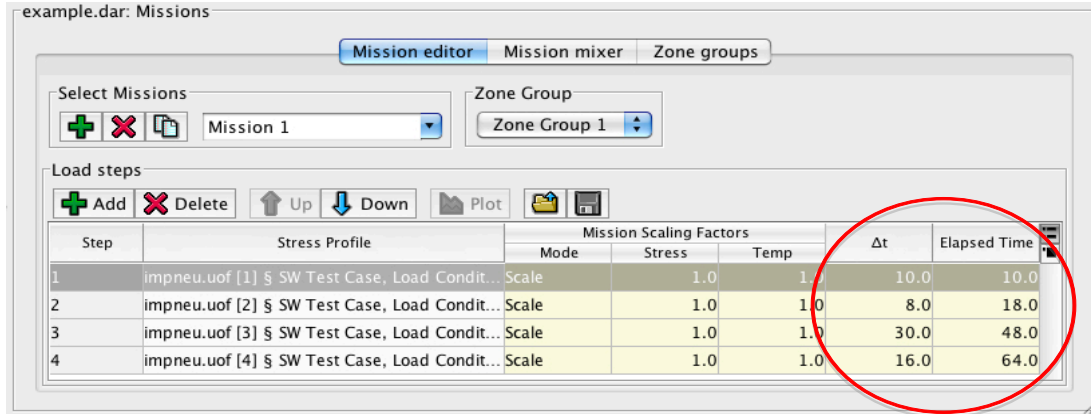 example.dar: Missions
Mission editor Mission mixer Zone groups
Select Missions Zone Group
Mission 1 Zone Group 1
Load steps
Add Delete Up Down Plot
Step Stress Profile Mission Scaling Factors Δt Elapsed Time
Mode Stress Temp
1 impneu.uof [1] § SW Test Case, Load Condit... Scale 1.0 1.0 10.0 10.0
2 impneu.uof [2] § SW Test Case, Load Condit... Scale 1.0 1.0 8.0 18.0
3 impneu.uof [3] § SW Test Case, Load Condit... Scale 1.0 1.0 30.0 48.0
4 impneu.uof [4] § SW Test Case, Load Condit... Scale 1.0 1.0 16.0 64.0